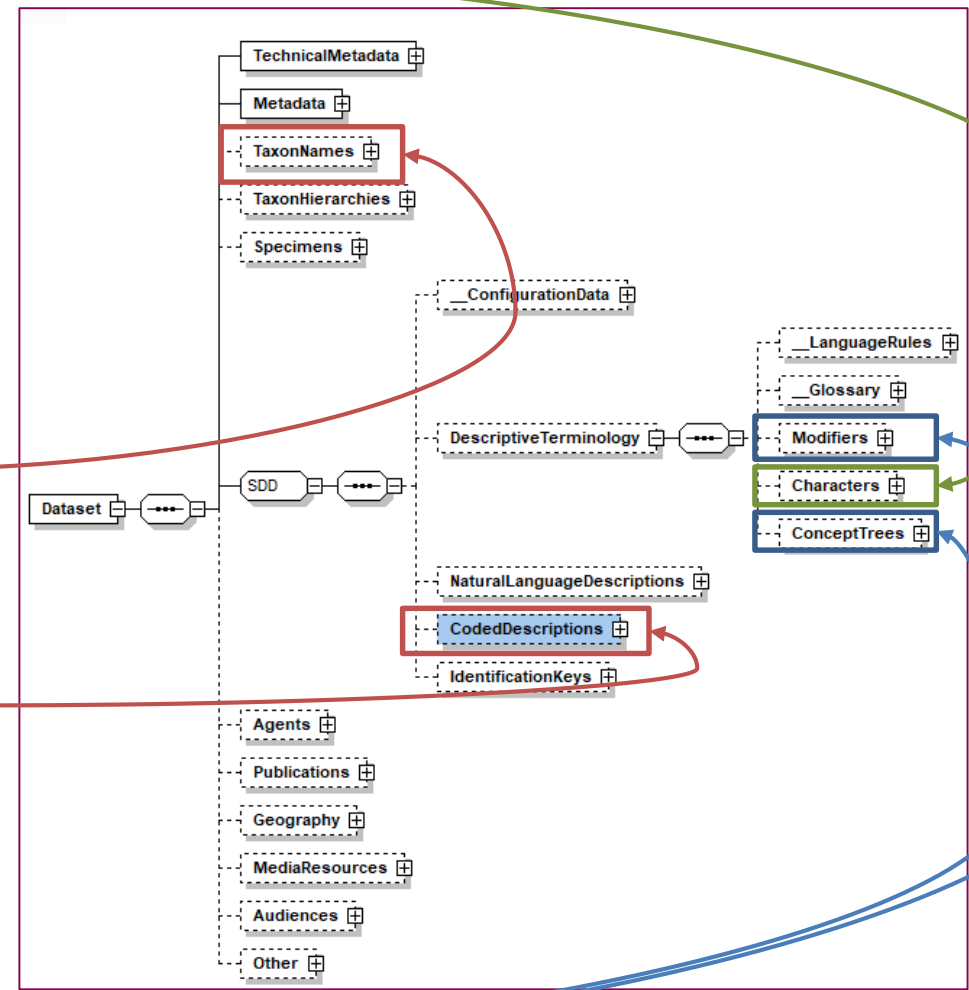 TechnicalMetadata
Metadata
TaxonNames
TaxonHierarchies
Specimens
__ConfigurationData
__LanguageRules
__Glossary
DescriptiveTerminology
Modifiers
SDD
Characters
Dataset
ConceptTrees
NaturalLanguageDescriptions
CodedDescriptions
IdentificationKeys
Agents
Publications
Geography
MediaResources
Audiences
Other